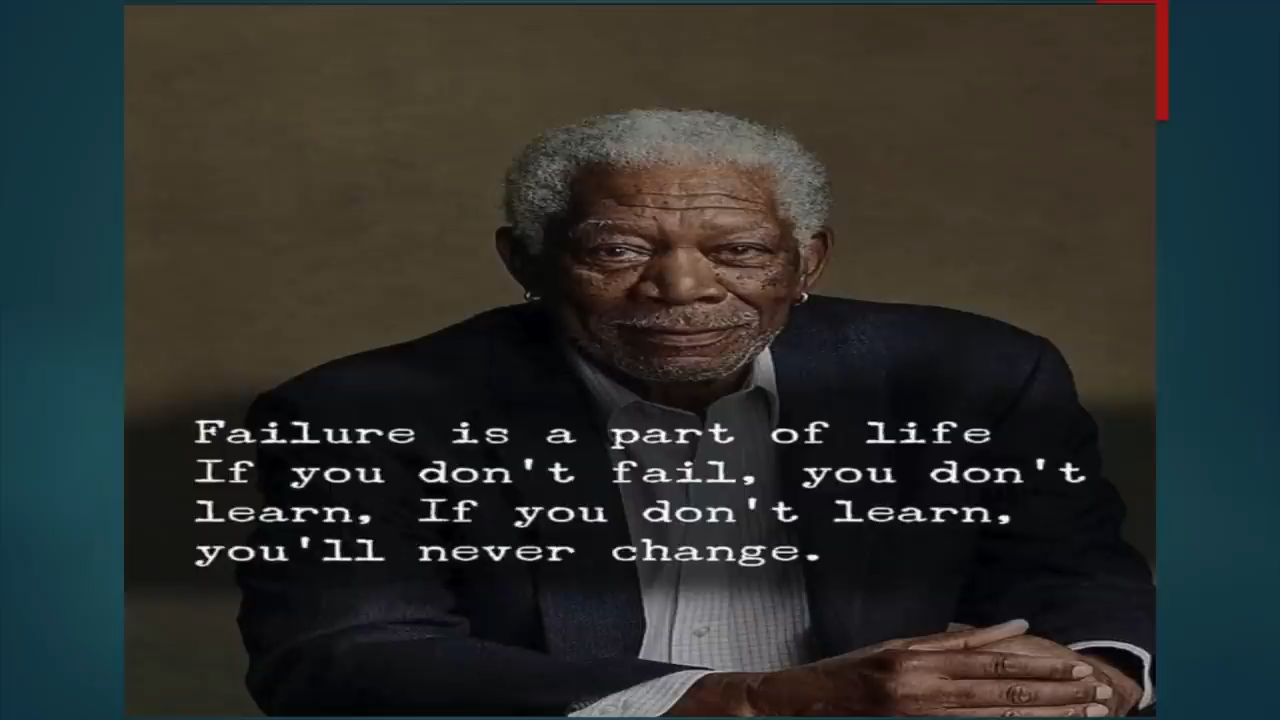 Failure is a part of life
If you don't fail, you don't
learn, If you don't learn,
you'll never change.